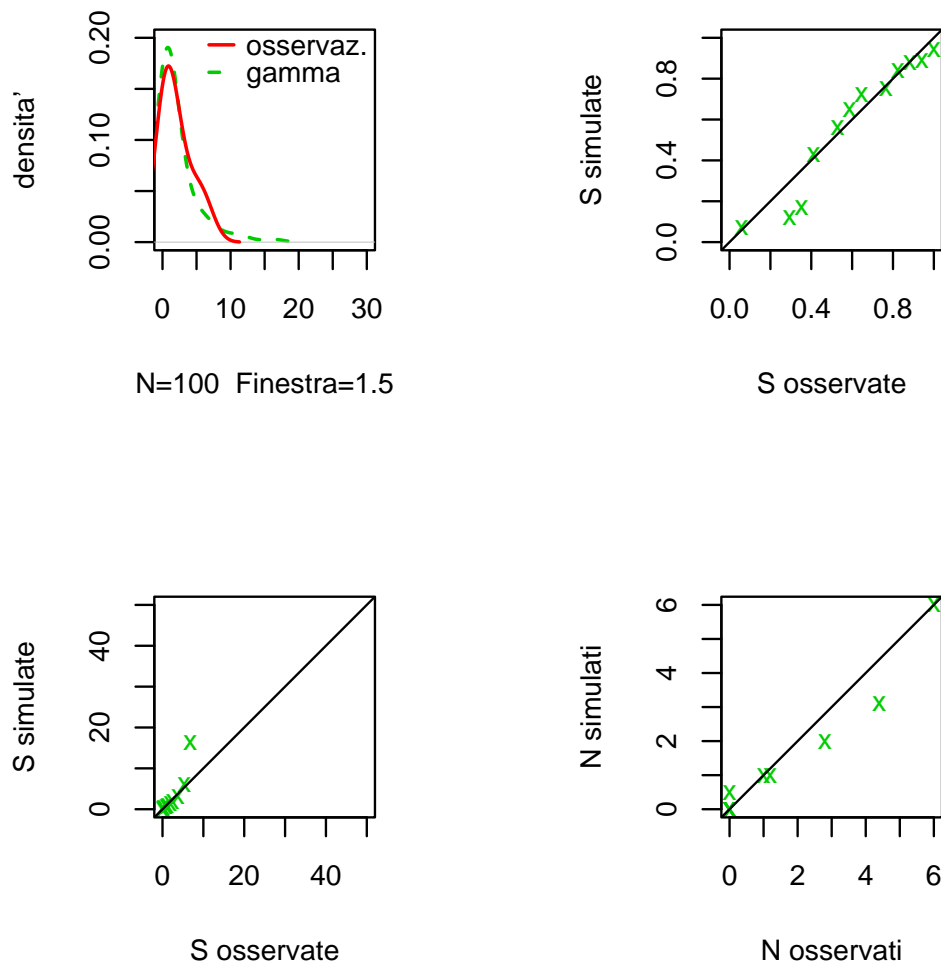 osservaz.
gamma
densita’
0.00 0.10 0.20
0 10 20 30
N=100 Finestra=1.5
S simulate
0.0 0.4 0.8
0.0 0.4 0.8
S osservate
S simulate
0 20 40
0 20 40
S osservate
N simulati
0 2 4 6
0 2 4 6
N osservati